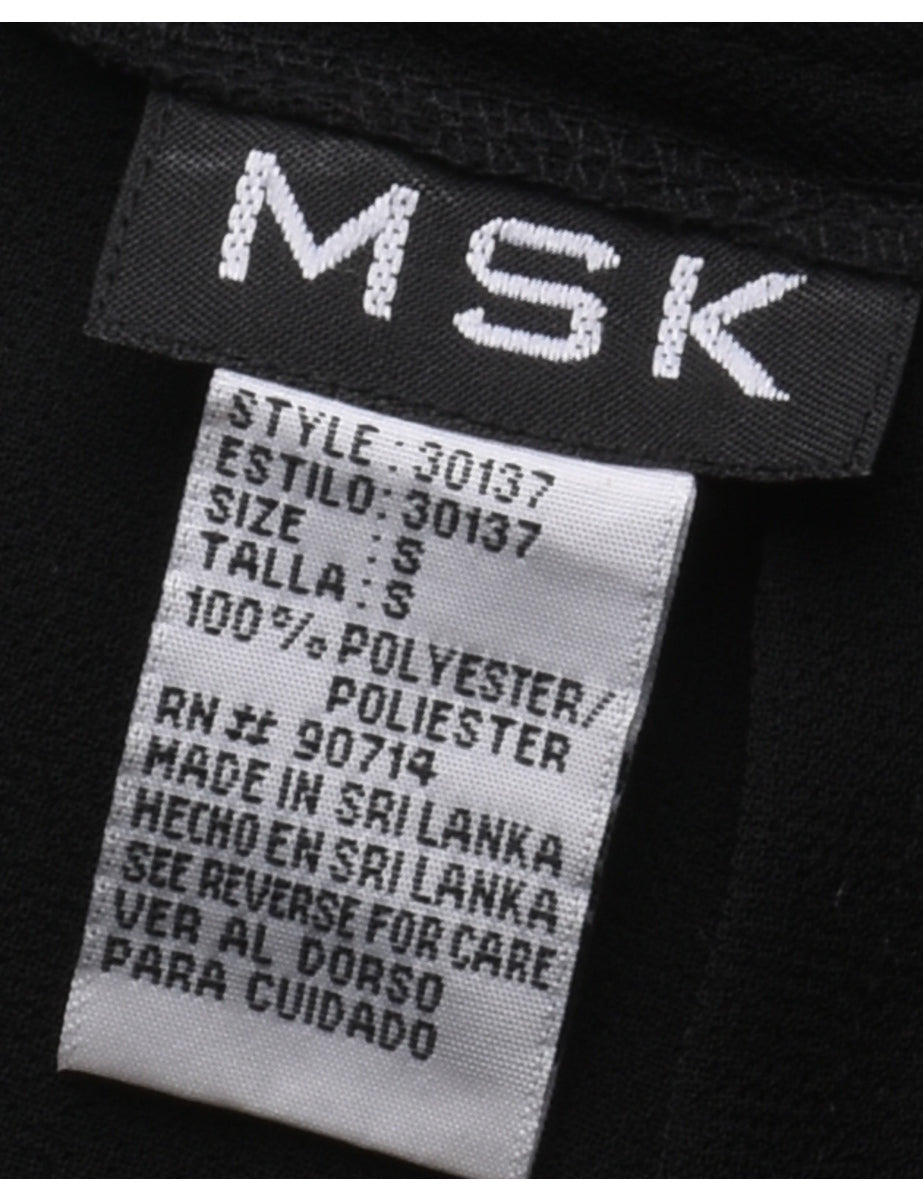 MSK
STYLE: 30137
ESTILO: 30137
SIZE : S
TALLA: S
100% POLYESTER/
POLIESTER
RN # 90714
MADE IN SRI LANKA
HECHO EN SRI LANKA
SEE REVERSE FOR CARE
VER AL DORSO
PARA CUIDADO